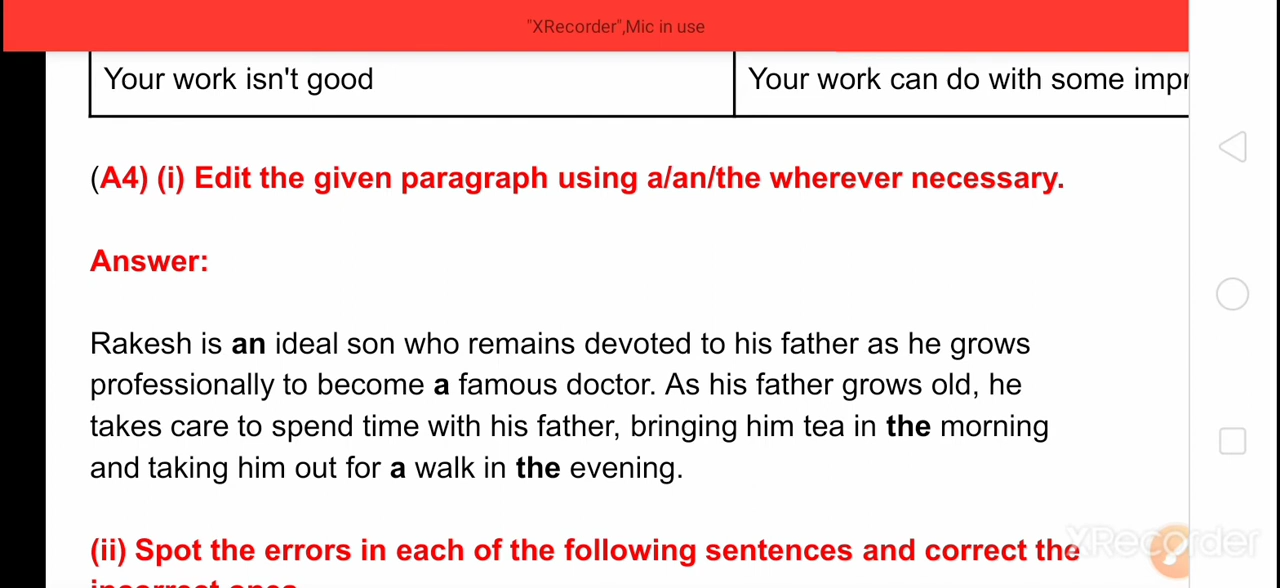 "XRecorder",Mic in use
Your work isn't good
Your work can do with some
(A4) (i) Edit the given paragraph using a/an/the wherever necessary.
Answer:
Rakesh is an ideal son who remains devoted to his father as he grows
professionally to become a famous doctor. As his father grows old, he
takes care to spend time with his father, bringing him tea in the morning
and taking him out for a walk in the evening.
(ii) Spot the errors in each of the following sentences and correct the
XRecorder